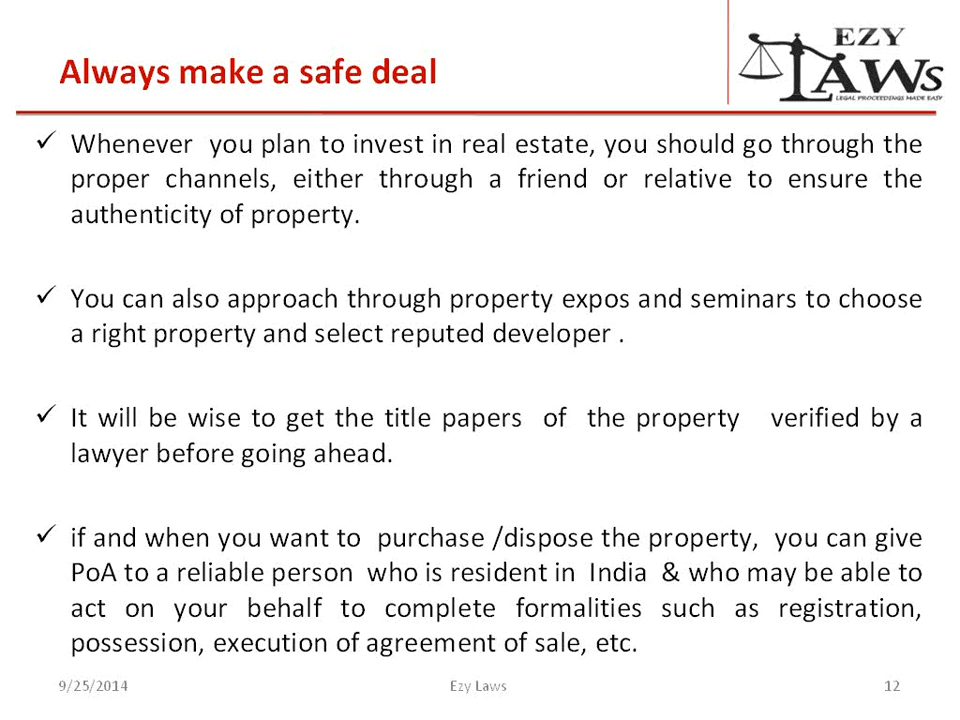 Always make a safe deal
EZY
LAWs
LEGAL PROCEEDINGS MADE EASY
✓ Whenever you plan to invest in real estate, you should go through the
proper channels, either through a friend or relative to ensure the
authenticity of property.
✓ You can also approach through property expos and seminars to choose
a right property and select reputed developer .
✓ It will be wise to get the title papers of the property verified by a
lawyer before going ahead.
✓ if and when you want to purchase /dispose the property, you can give
PoA to a reliable person who is resident in India & who may be able to
act on your behalf to complete formalities such as registration,
possession, execution of agreement of sale, etc.
9/25/2014
Ezy Laws
12